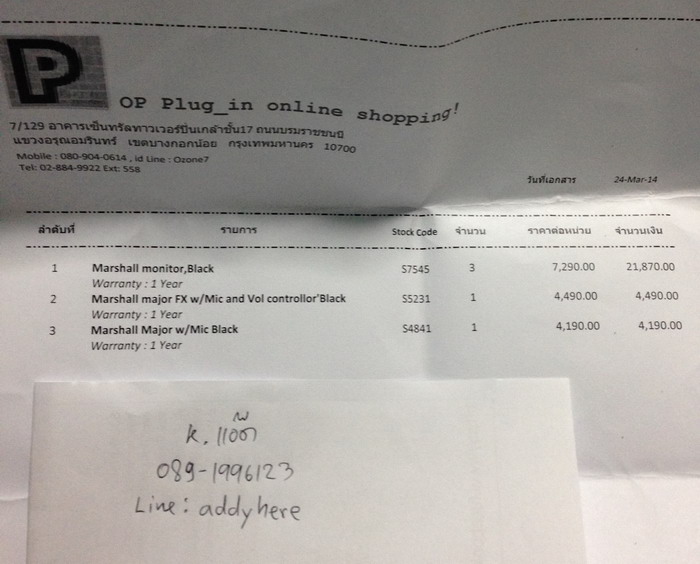 P
OP Plug_in online shopping!
7/129 อาคารเซ็นทรัลทาวเวอร์ปิ่นเกล้าชั้น17 ถนนบรมราชชนนี
แขวงอรุณอมรินทร์ เขตบางกอกน้อย กรุงเทพมหานคร 10700
Mobile : 080-904-0614 , id Line : Ozone7
Tel: 02-884-9922 Ext: 558
วันที่เอกสาร 24-Mar-14
ลำดับที่ รายการ Stock Code จำนวน ราคาต่อหน่วย จำนวนเงิน
1 Marshall monitor,Black S7545 3 7,290.00 21,870.00
Warranty : 1 Year
2 Marshall major FX w/Mic and Vol controllor'Black S5231 1 4,490.00 4,490.00
Warranty : 1 Year
3 Marshall Major w/Mic Black S4841 1 4,190.00 4,190.00
Warranty : 1 Year
K.
089-1996123
Line: addyhere